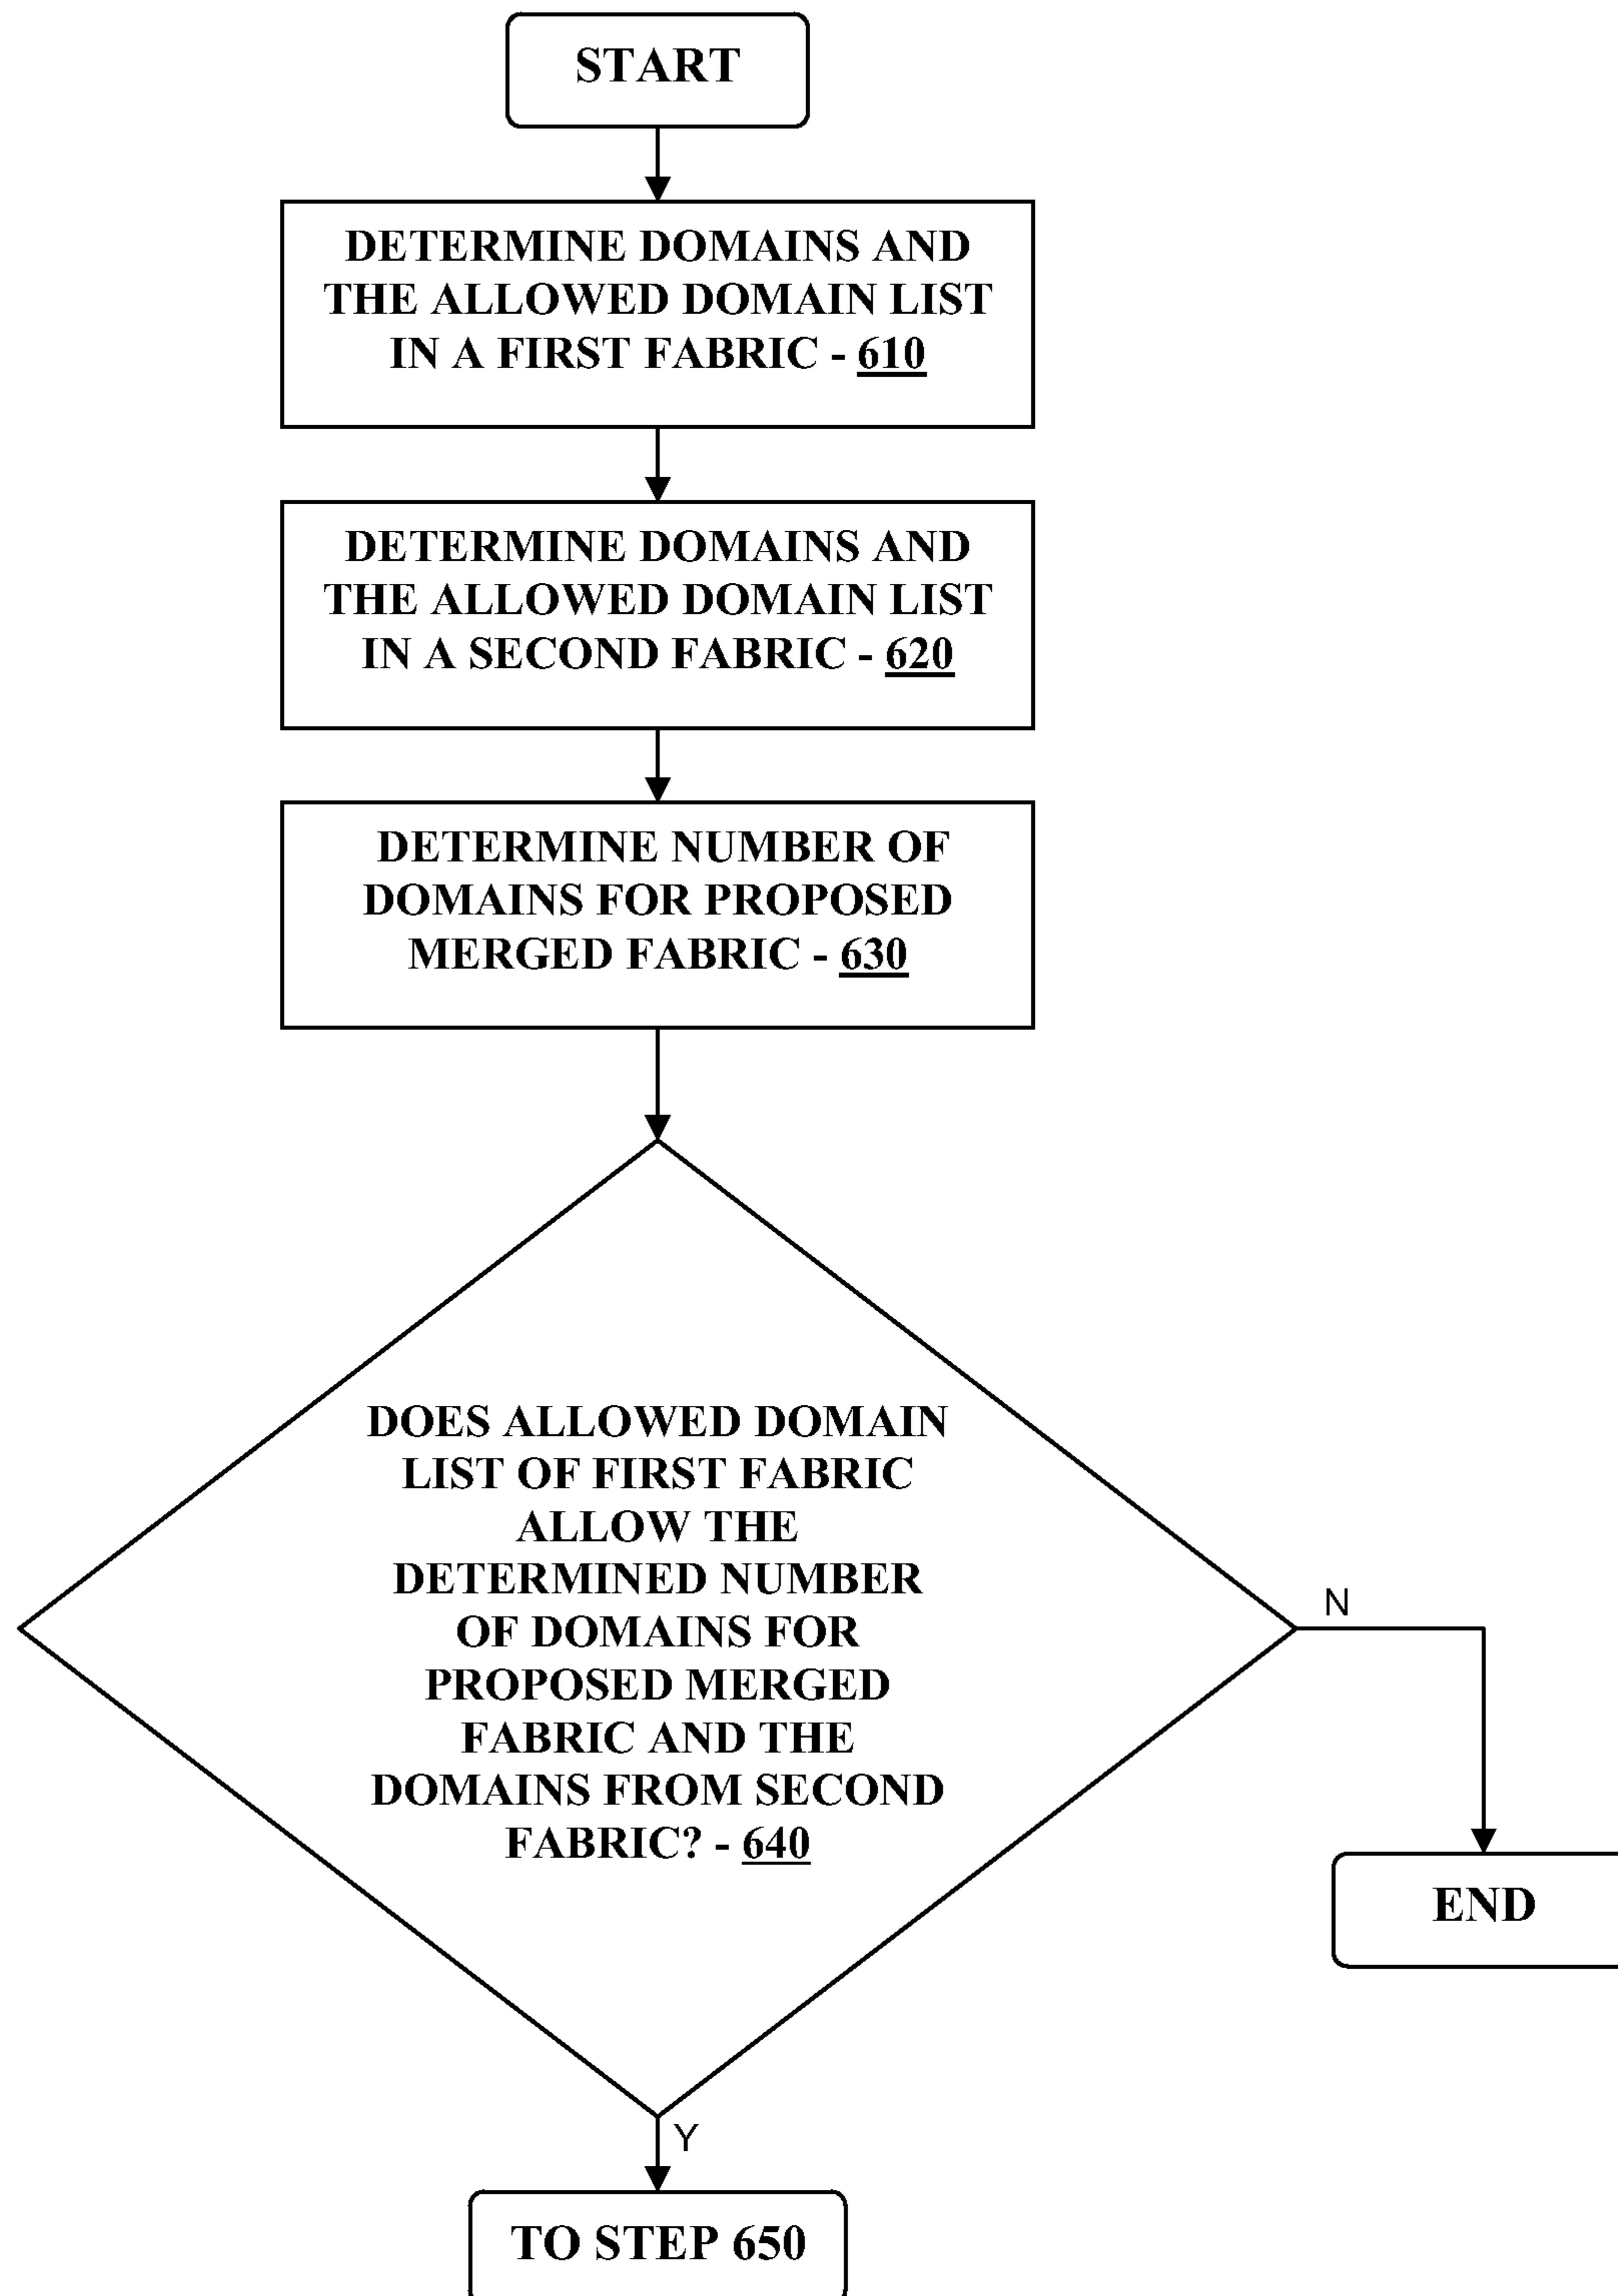 START
DETERMINE DOMAINS AND
THE ALLOWED DOMAIN LIST
IN A FIRST FABRIC - 610
DETERMINE DOMAINS AND
THE ALLOWED DOMAIN LIST
IN A SECOND FABRIC - 620
DETERMINE NUMBER OF
DOMAINS FOR PROPOSED
MERGED FABRIC - 630
DOES ALLOWED DOMAIN
LIST OF FIRST FABRIC
ALLOW THE
DETERMINED NUMBER
OF DOMAINS FOR
PROPOSED MERGED
FABRIC AND THE
DOMAINS FROM SECOND
FABRIC? - 640
N
END
Y
TO STEP 650